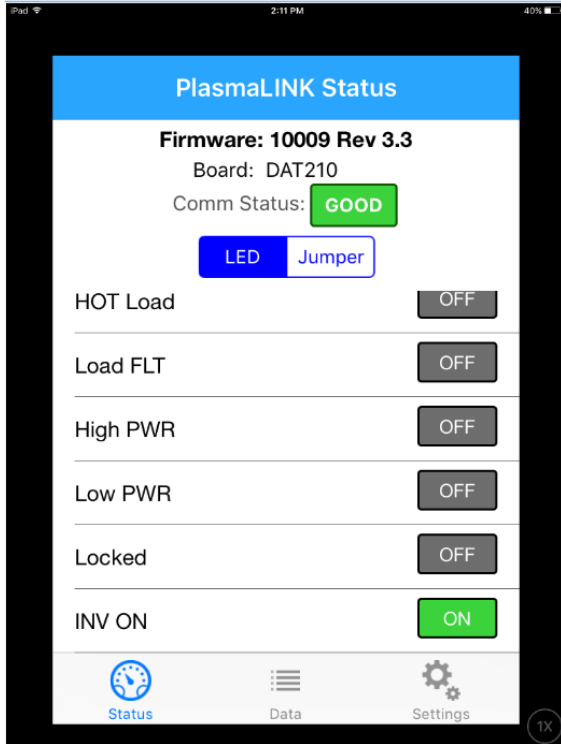 iPad 2:11 PM 40%
PlasmaLINK Status
Firmware: 10009 Rev 3.3
Board: DAT210
Comm Status: GOOD
LED Jumper
HOT Load OFF
Load FLT OFF
High PWR OFF
Low PWR OFF
Locked OFF
INV ON ON
Status Data Settings
1X